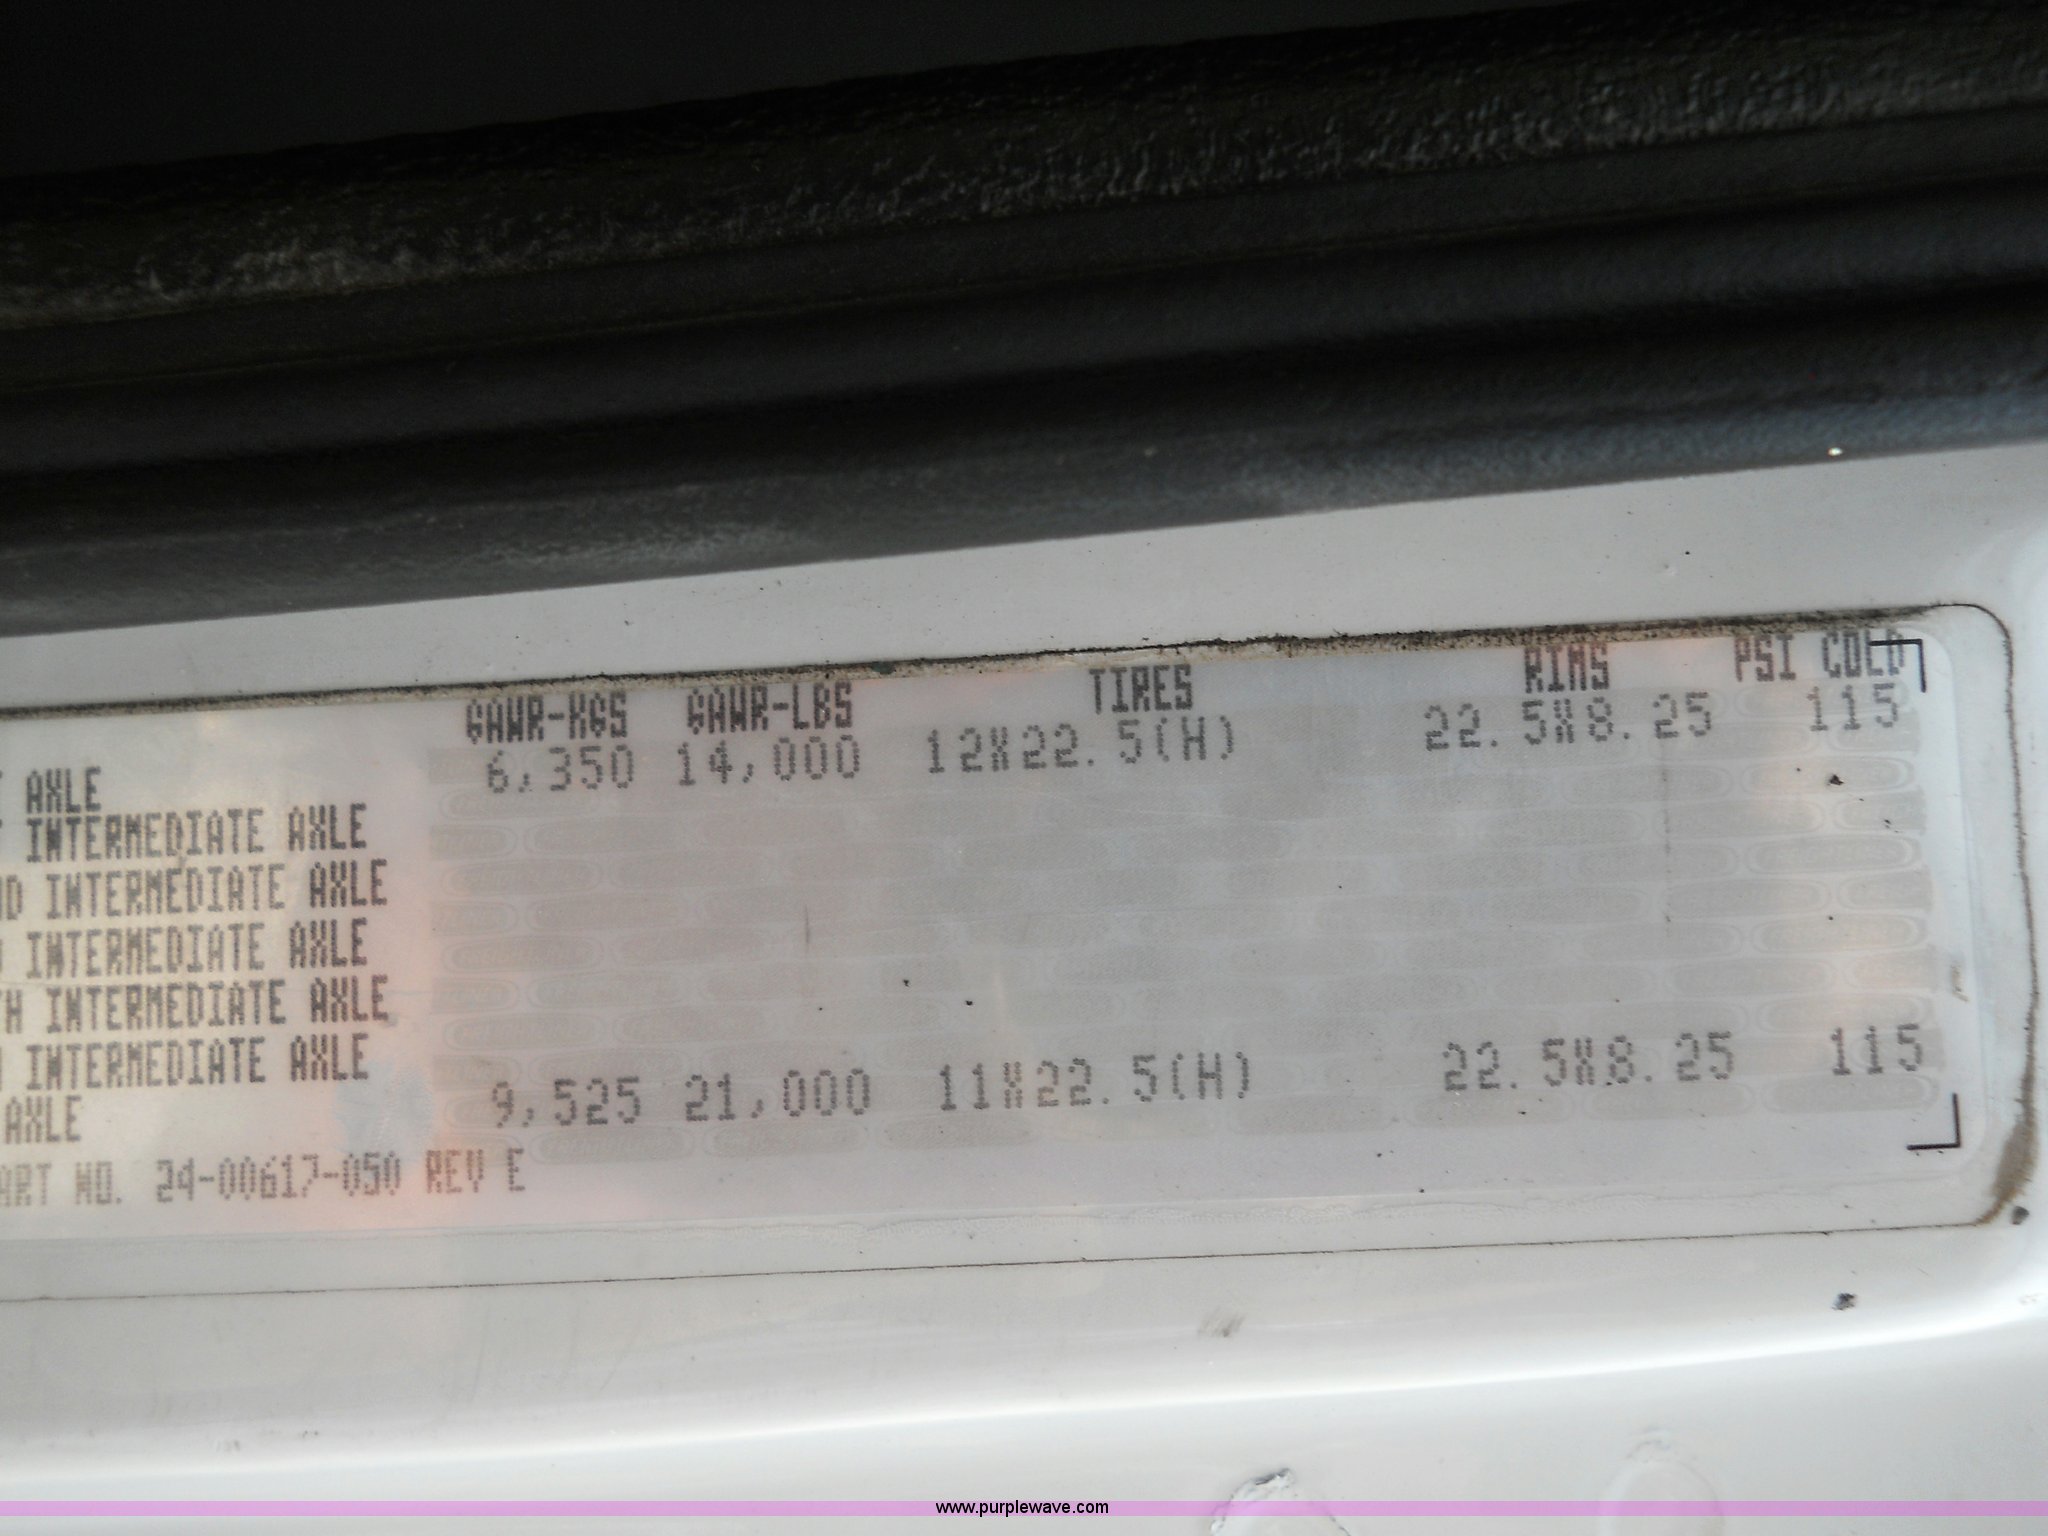 GAWR-KGS GAWR-LBS TIRES RIMS PSI COLD
AXLE 6,350 14,000 12X22.5(H) 22.5X8.25 115
INTERMEDIATE AXLE
INTERMEDIATE AXLE
INTERMEDIATE AXLE
INTERMEDIATE AXLE
INTERMEDIATE AXLE
AXLE 9,525 21,000 11X22.5(H) 22.5X8.25 115
NO. 24-00617-050 REV E
www.purplewave.com